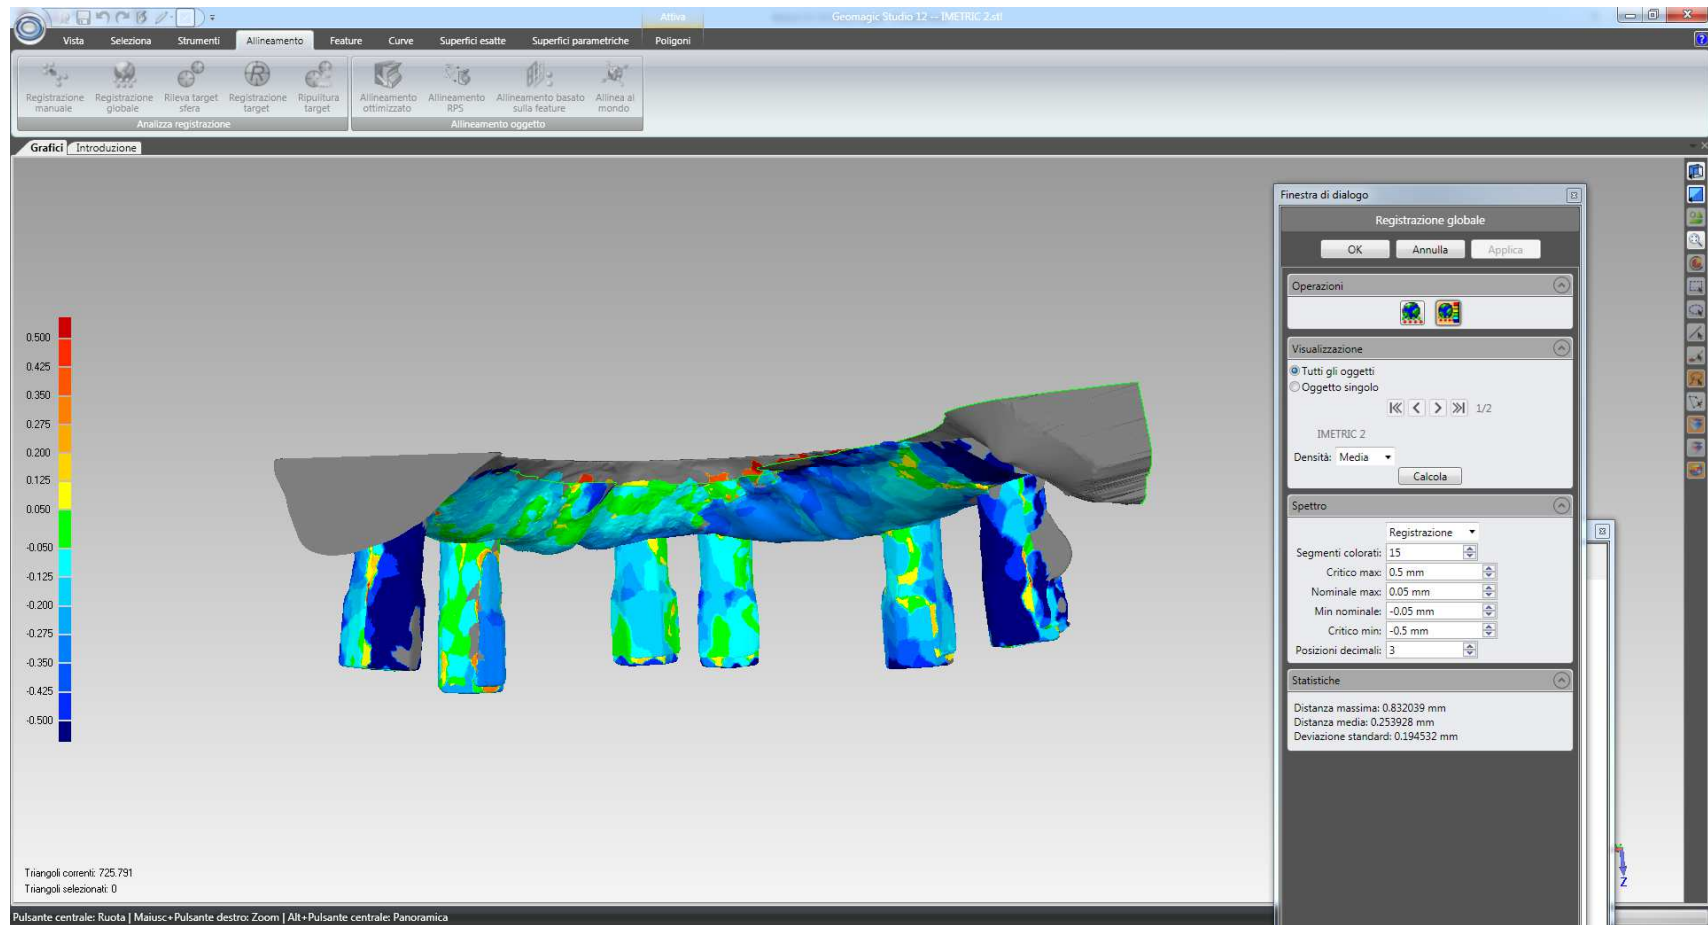 Attiva
Geomagic Studio 12 -- IMETRIC 2.stl
Vista Seleziona Strumenti Allineamento Feature Curve Superfici esatte Superfici parametriche Poligoni
Registrazione manuale
Registrazione globale
Rileva target sfera
Registrazione target
Ripulitura target
Allineamento ottimizzato
Allineamento RPS
Allineamento basato sulla feature
Allinea al mondo
Analizza registrazione
Allineamento oggetto
Grafici Introduzione
Finestra di dialogo
Registrazione globale
OK Annulla Applica
Operazioni
Visualizzazione
Tutti gli oggetti
Oggetto singolo
1/2
IMETRIC 2
Densità: Media
Calcola
Spettro
Registrazione
Segmenti colorati: 15
Critico max: 0.5 mm
Nominale max: 0.05 mm
Min nominale: -0.05 mm
Critico min: -0.5 mm
Posizioni decimali: 3
Statistiche
Distanza massima: 0.832039 mm
Distanza media: 0.253928 mm
Deviazione standard: 0.194532 mm
0.500
0.425
0.350
0.275
0.200
0.125
0.050
-0.050
-0.125
-0.200
-0.275
-0.350
-0.425
-0.500
Triangoli correnti: 725.791
Triangoli selezionati: 0
Z
Pulsante centrale: Ruota | Maiusc+Pulsante destro: Zoom | Alt+Pulsante centrale: Panoramica